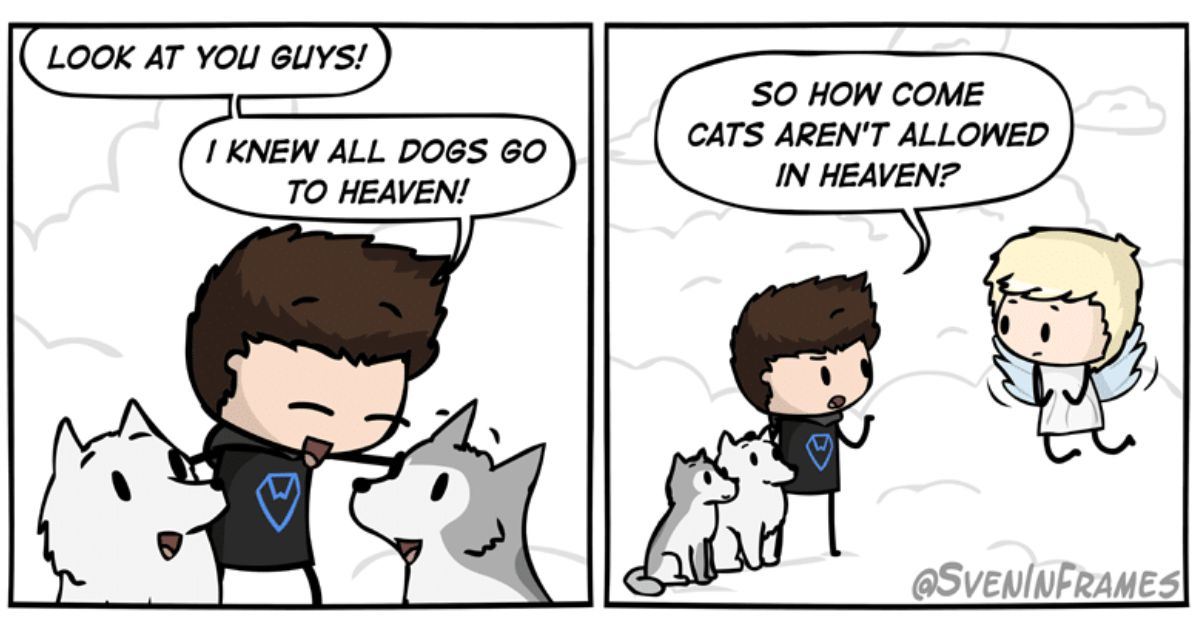 LOOK AT YOU GUYS!
I KNEW ALL DOGS GO
TO HEAVEN!
SO HOW COME
CATS AREN'T ALLOWED
IN HEAVEN?
@SVENINFRAMES